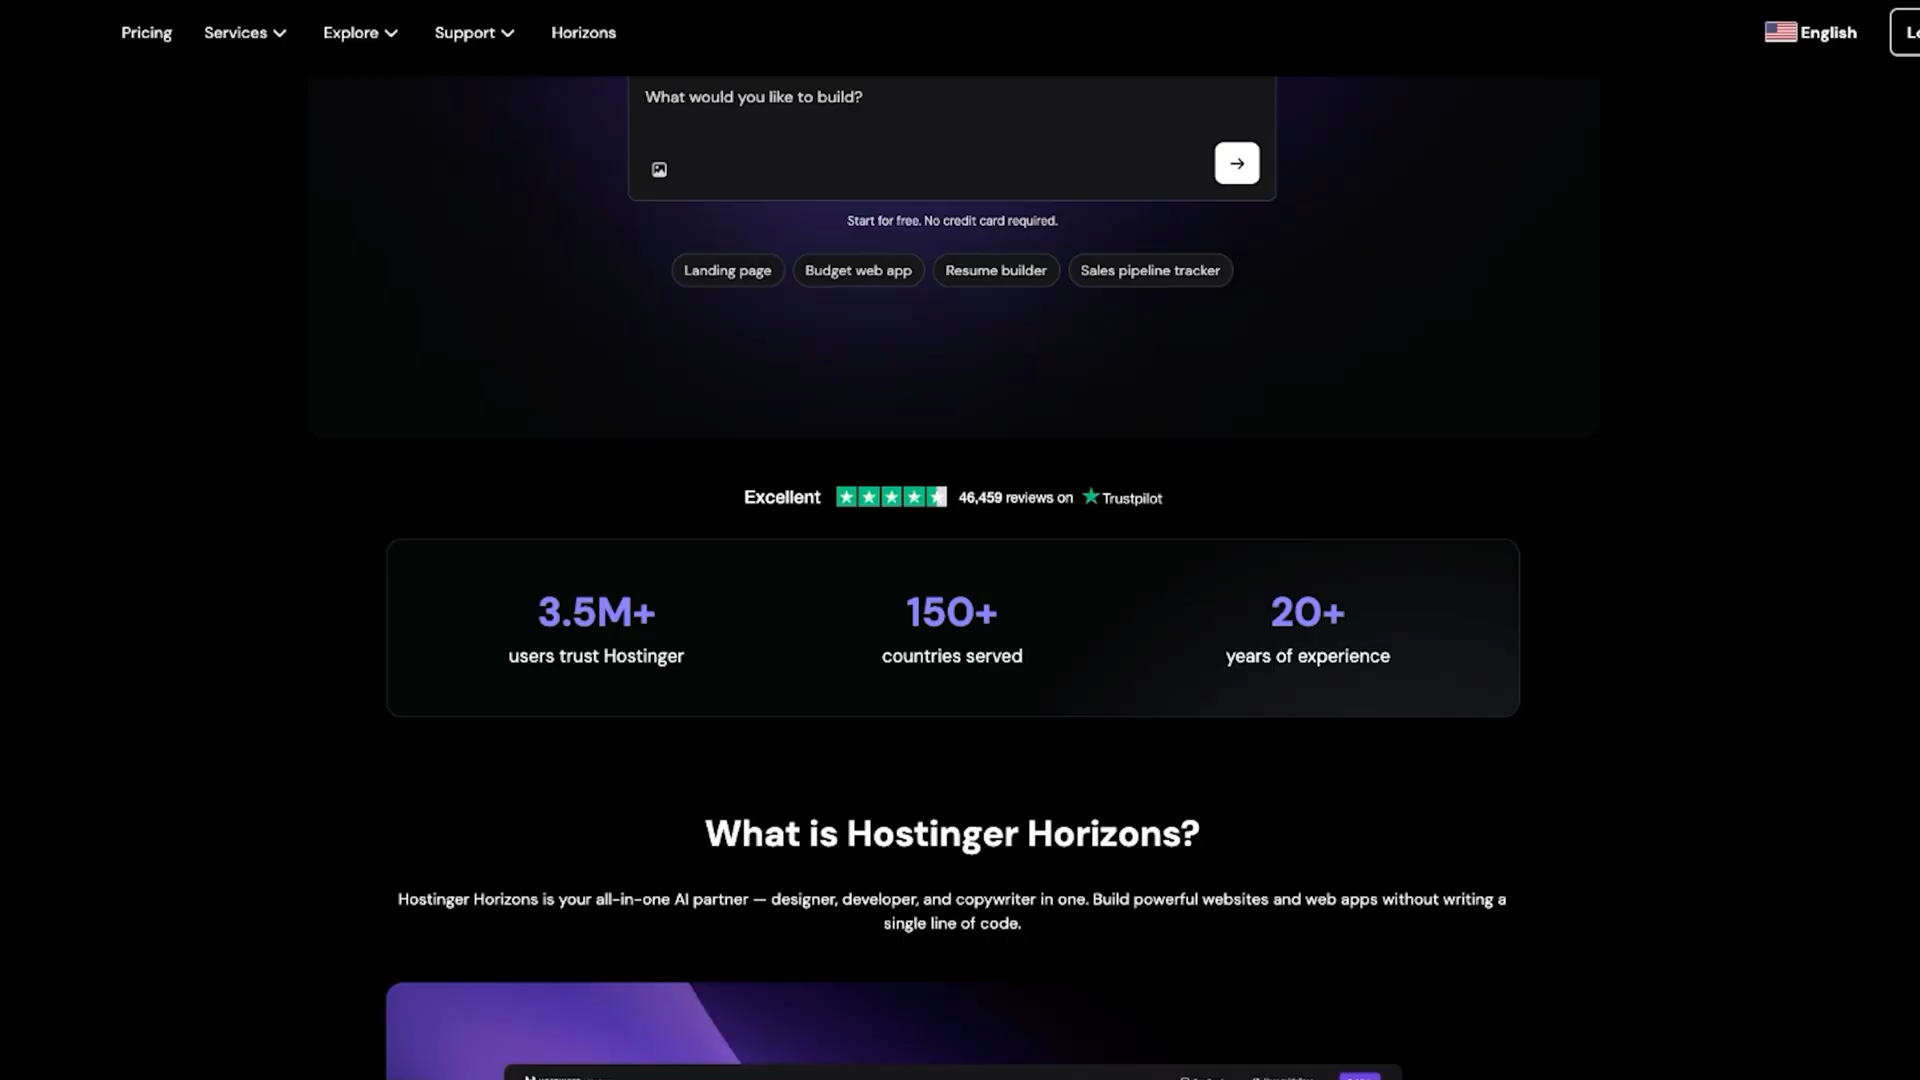 Pricing Services Explore Support Horizons English
What would you like to build?
Start for free. No credit card required.
Landing page Budget web app Resume builder Sales pipeline tracker
Excellent 46,459 reviews on Trustpilot
3.5M+ 150+ 20+
users trust Hostinger countries served years of experience
What is Hostinger Horizons?
Hostinger Horizons is your all-in-one AI partner — designer, developer, and copywriter in one. Build powerful websites and web apps without writing a
single line of code.